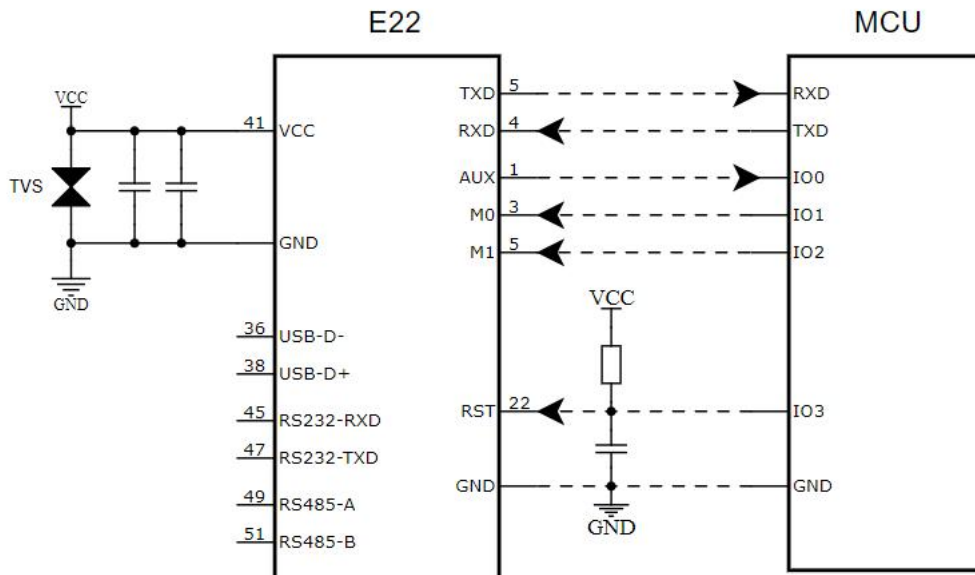 E22
MCU
VCC
TVS
GND
41
VCC
GND
36
USB-D-
38
USB-D+
45
RS232-RXD
47
RS232-TXD
49
RS485-A
51
RS485-B
TXD
5
RXD
RXD
4
TXD
AUX
1
IO0
M0
3
IO1
M1
5
IO2
VCC
RST
22
IO3
GND
GND
GND